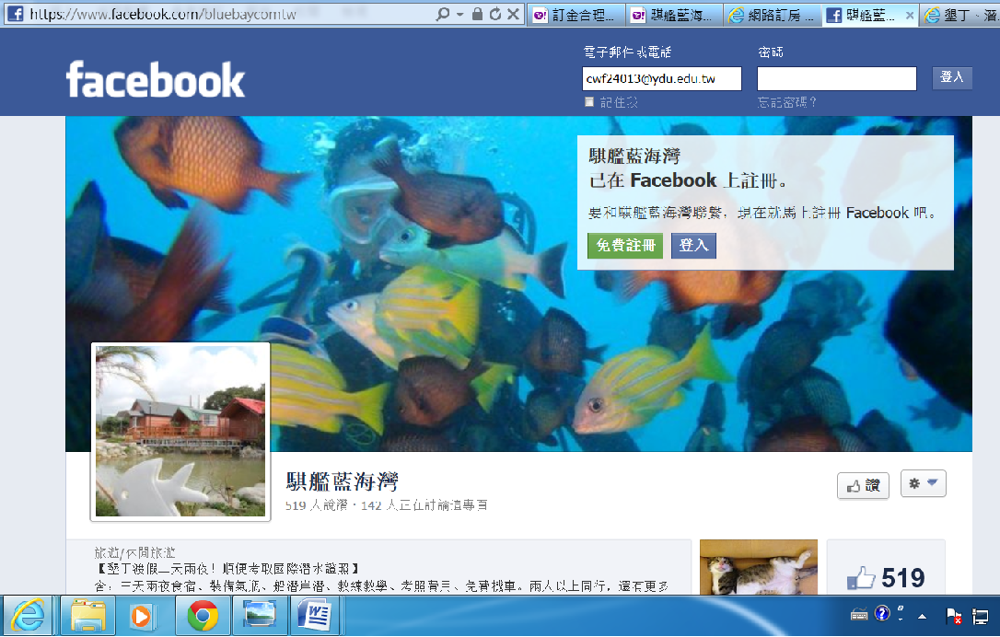 https://www.facebook.com/bluebaycomtw
訂金合理...
騏艦藍海...
網路訂房 ...
騏艦藍...
墾丁、潛
facebook
電子郵件或電話
密碼
cwf24013@ydu.edu.tw
登入
記住我
忘記密碼?
騏艦藍海灣
已在 Facebook 上註冊。
要和騏艦藍海灣聯繫,現在就馬上註冊 Facebook 吧。
免費註冊
登入
騏艦藍海灣
讚
519 人說讚 · 142 人正在討論這專頁
旅遊/休閒旅遊
【墾丁渡假三天兩夜!順便考取國際潛水證照】
含:三天兩夜食宿、裝備氣瓶、船潛岸潛、教練教學、考照費用、免費機車。兩人以上同行,還有更多
519